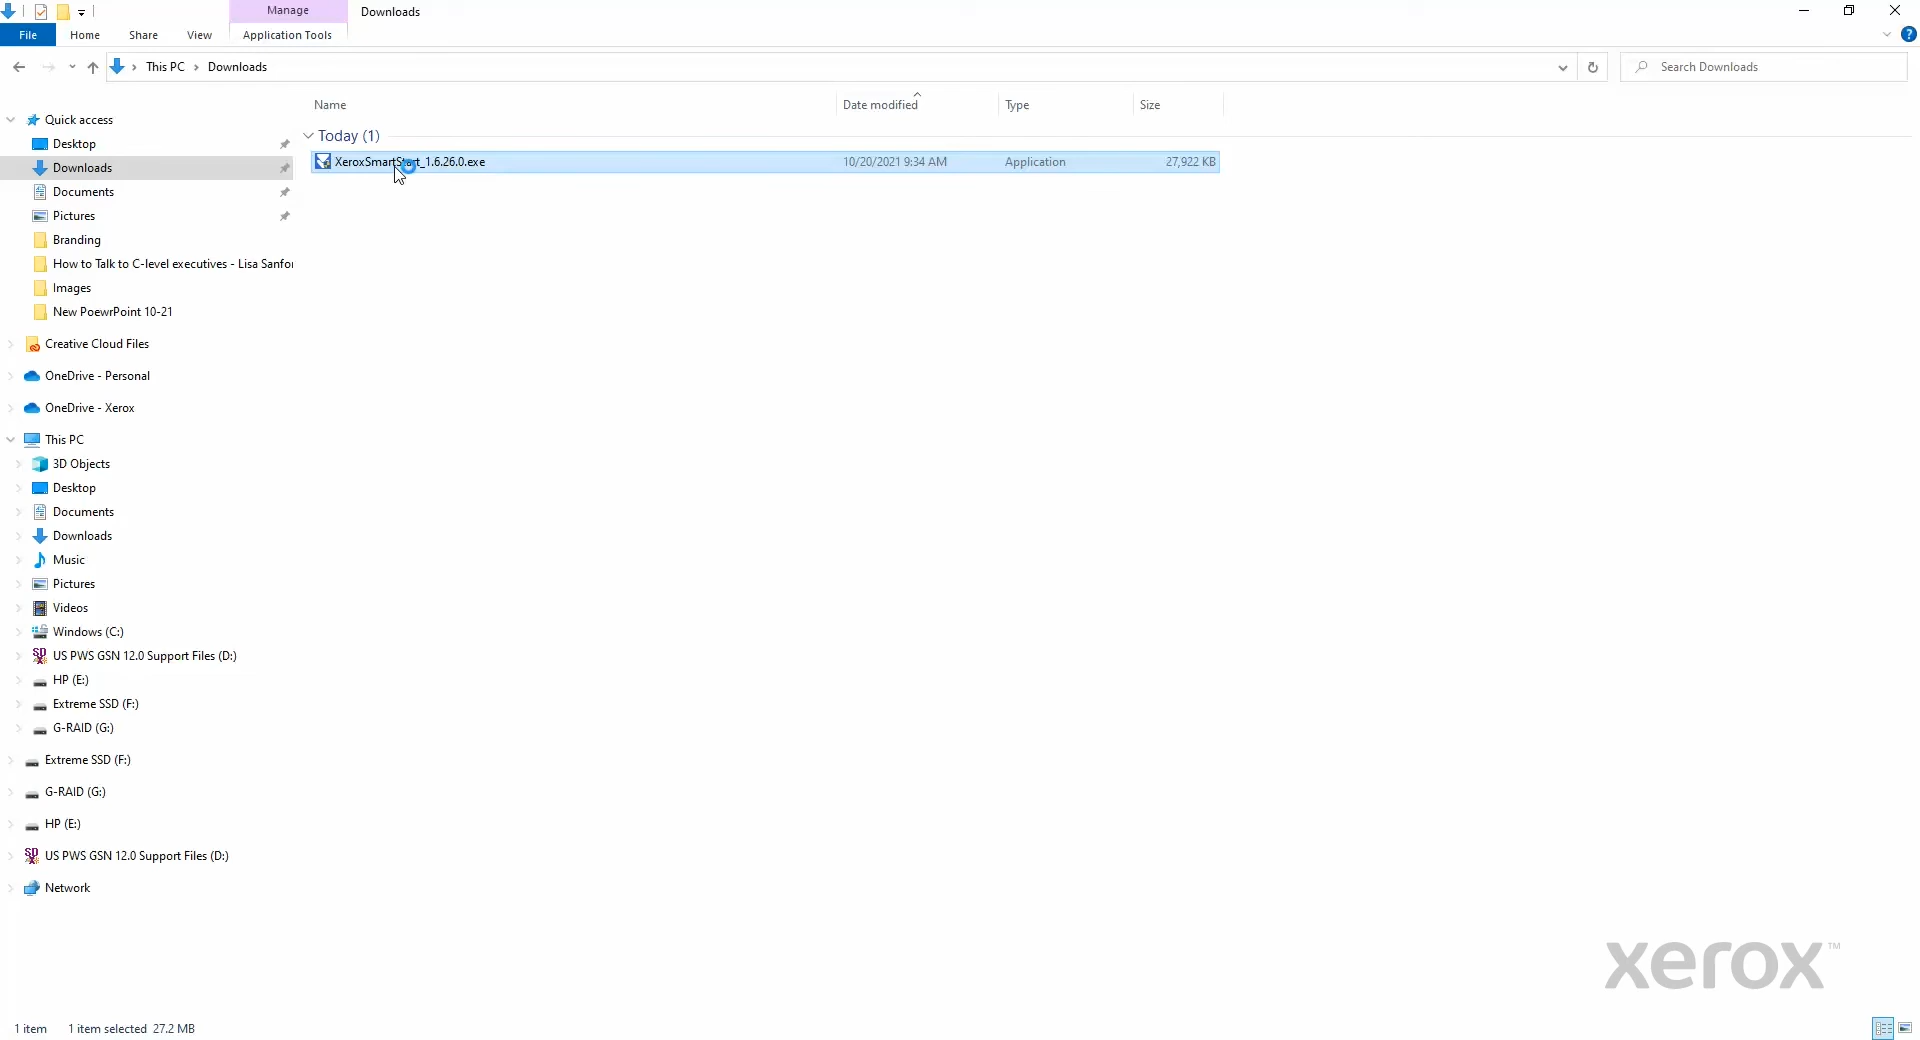 Manage
Downloads
File
Home
Share
View
Application Tools
This PC
Downloads
Search Downloads
Name
Date modified
Type
Size
Today (1)
XeroxSmartStart_1.6.26.0.exe
10/20/2021 9:34 AM
Application
27,922 KB
Quick access
Desktop
Downloads
Documents
Pictures
Branding
How to Talk to C-level executives - Lisa Sanfor
Images
New PoewrPoint 10-21
Creative Cloud Files
OneDrive - Personal
OneDrive - Xerox
This PC
3D Objects
Desktop
Documents
Downloads
Music
Pictures
Videos
Windows (C:)
US PWS GSN 12.0 Support Files (D:)
HP (E:)
Extreme SSD (F:)
G-RAID (G:)
Extreme SSD (F:)
G-RAID (G:)
HP (E:)
US PWS GSN 12.0 Support Files (D:)
Network
xerox™
1 item
1 item selected 27.2 MB